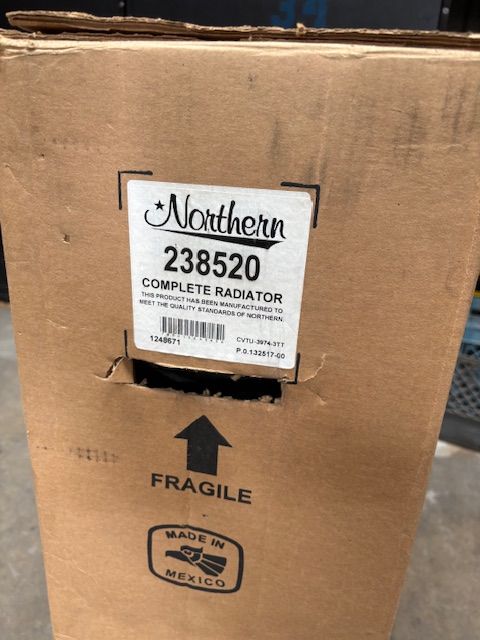 Northern
238520
COMPLETE RADIATOR
THIS PRODUCT HAS BEEN MANUFACTURED TO
MEET THE QUALITY STANDARDS OF NORTHERN.
1248671
CVTU-3974-3TT
P.O.132517-00
FRAGILE
MADE IN
MEXICO